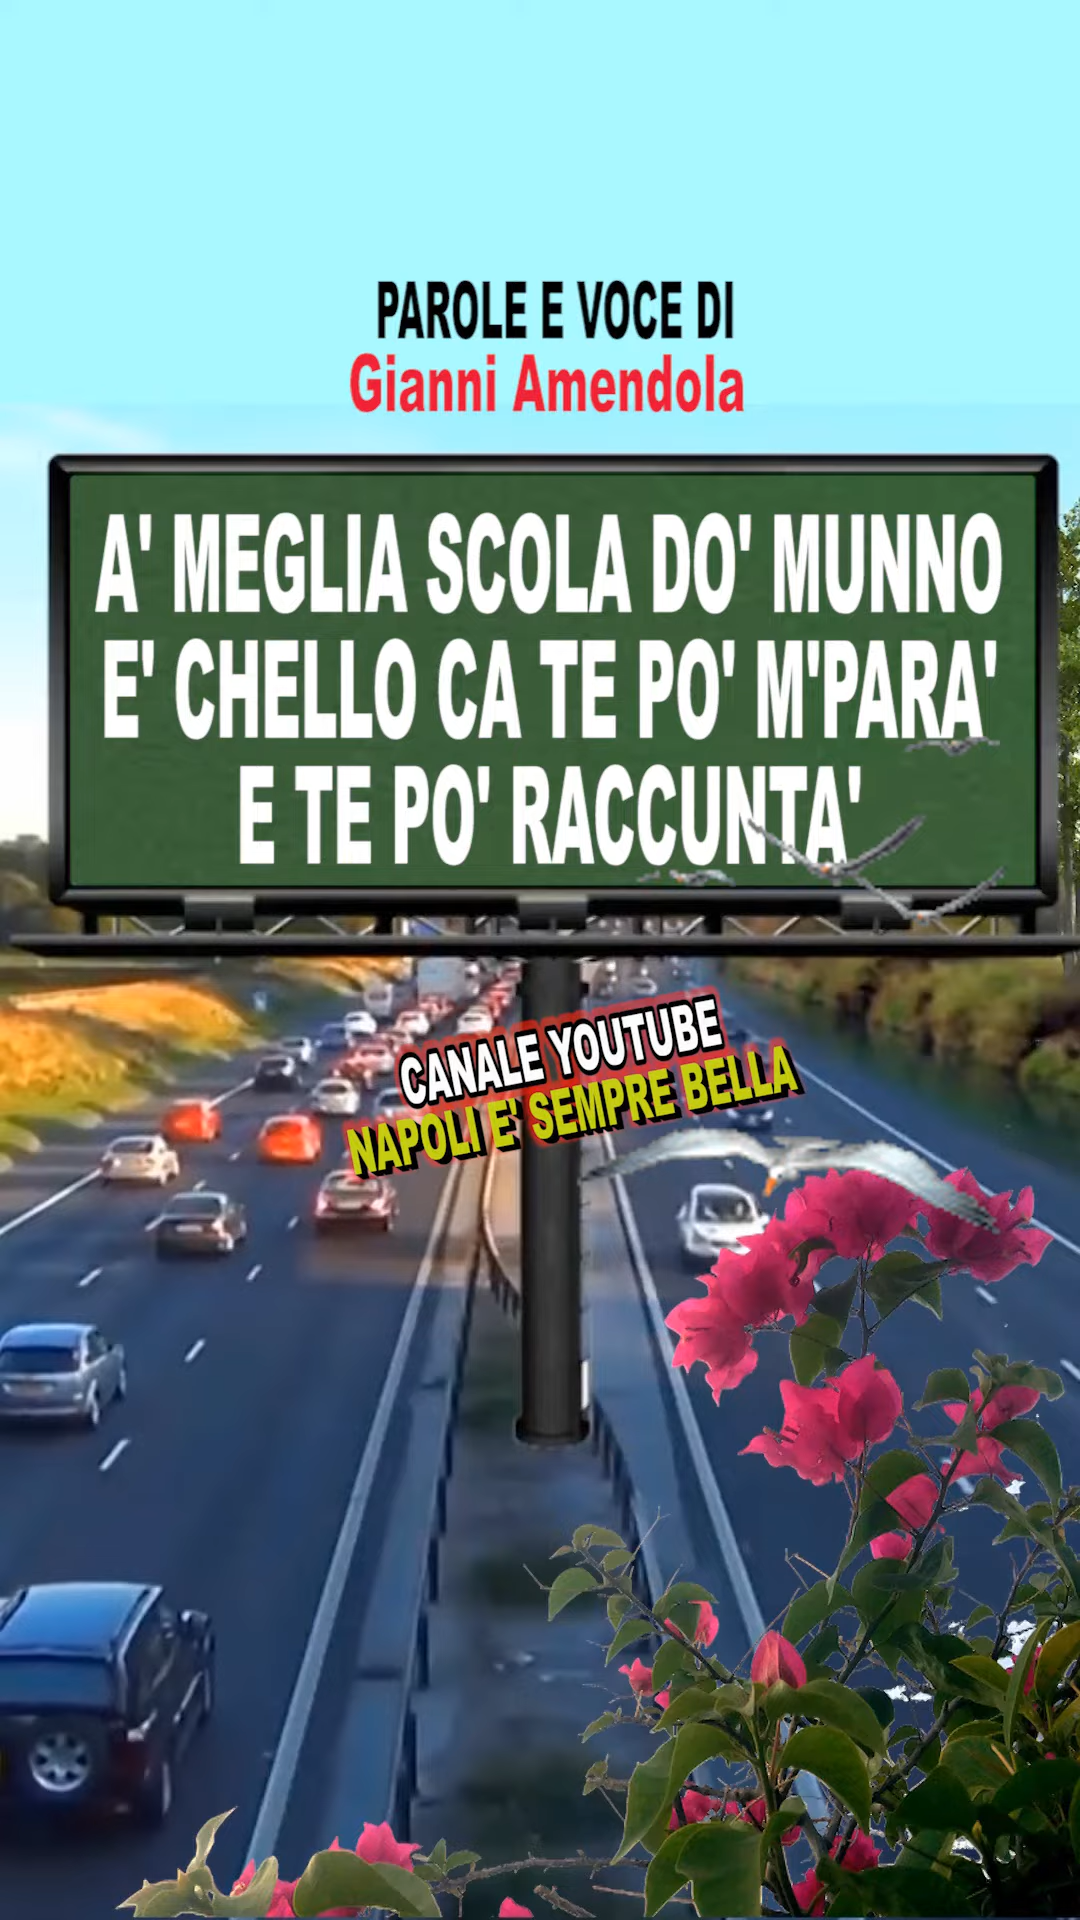 PAROLE E VOCE DI
Gianni Amendola
A' MEGLIA SCOLA DO' MUNNO
E' CHELLO CA TE PO' M'PARA'
E TE PO' RACCUNTA'
CANALE YOUTUBE
NAPOLI E' SEMPRE BELLA